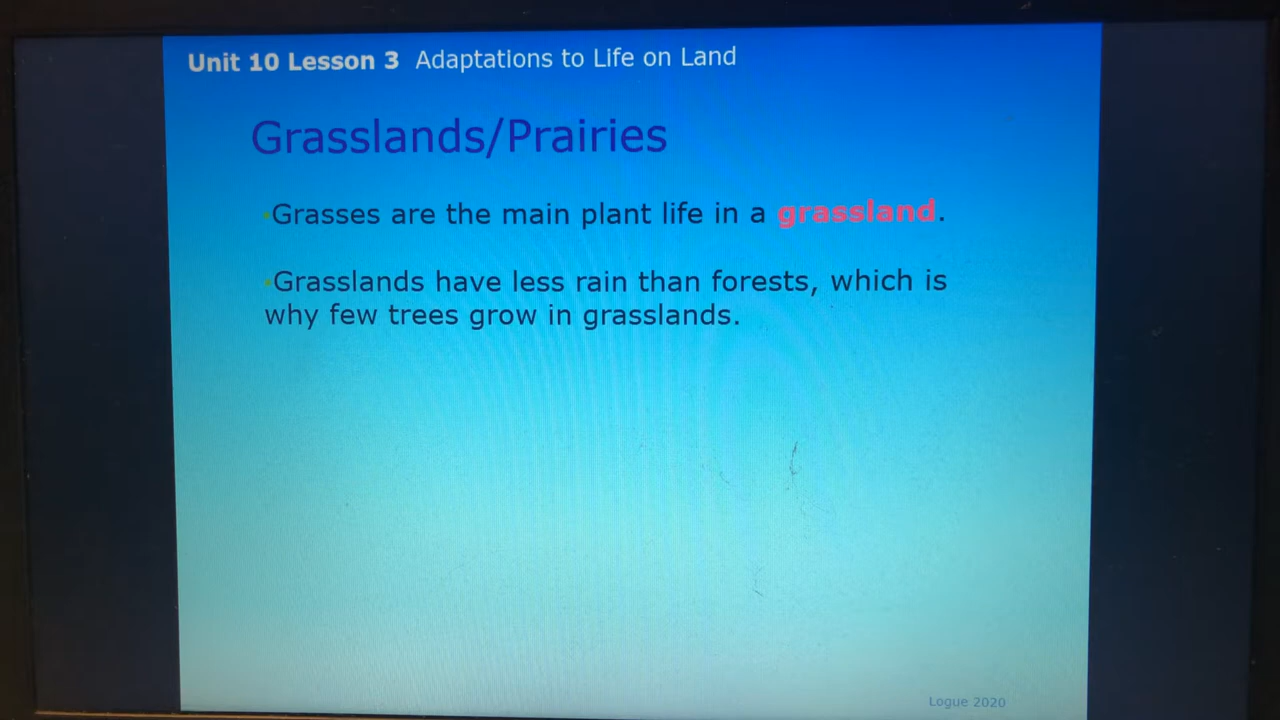 Unit 10 Lesson 3 Adaptations to Life on Land
Grasslands/Prairies
•Grasses are the main plant life in a grassland.
•Grasslands have less rain than forests, which is
why few trees grow in grasslands.
Logue 2020